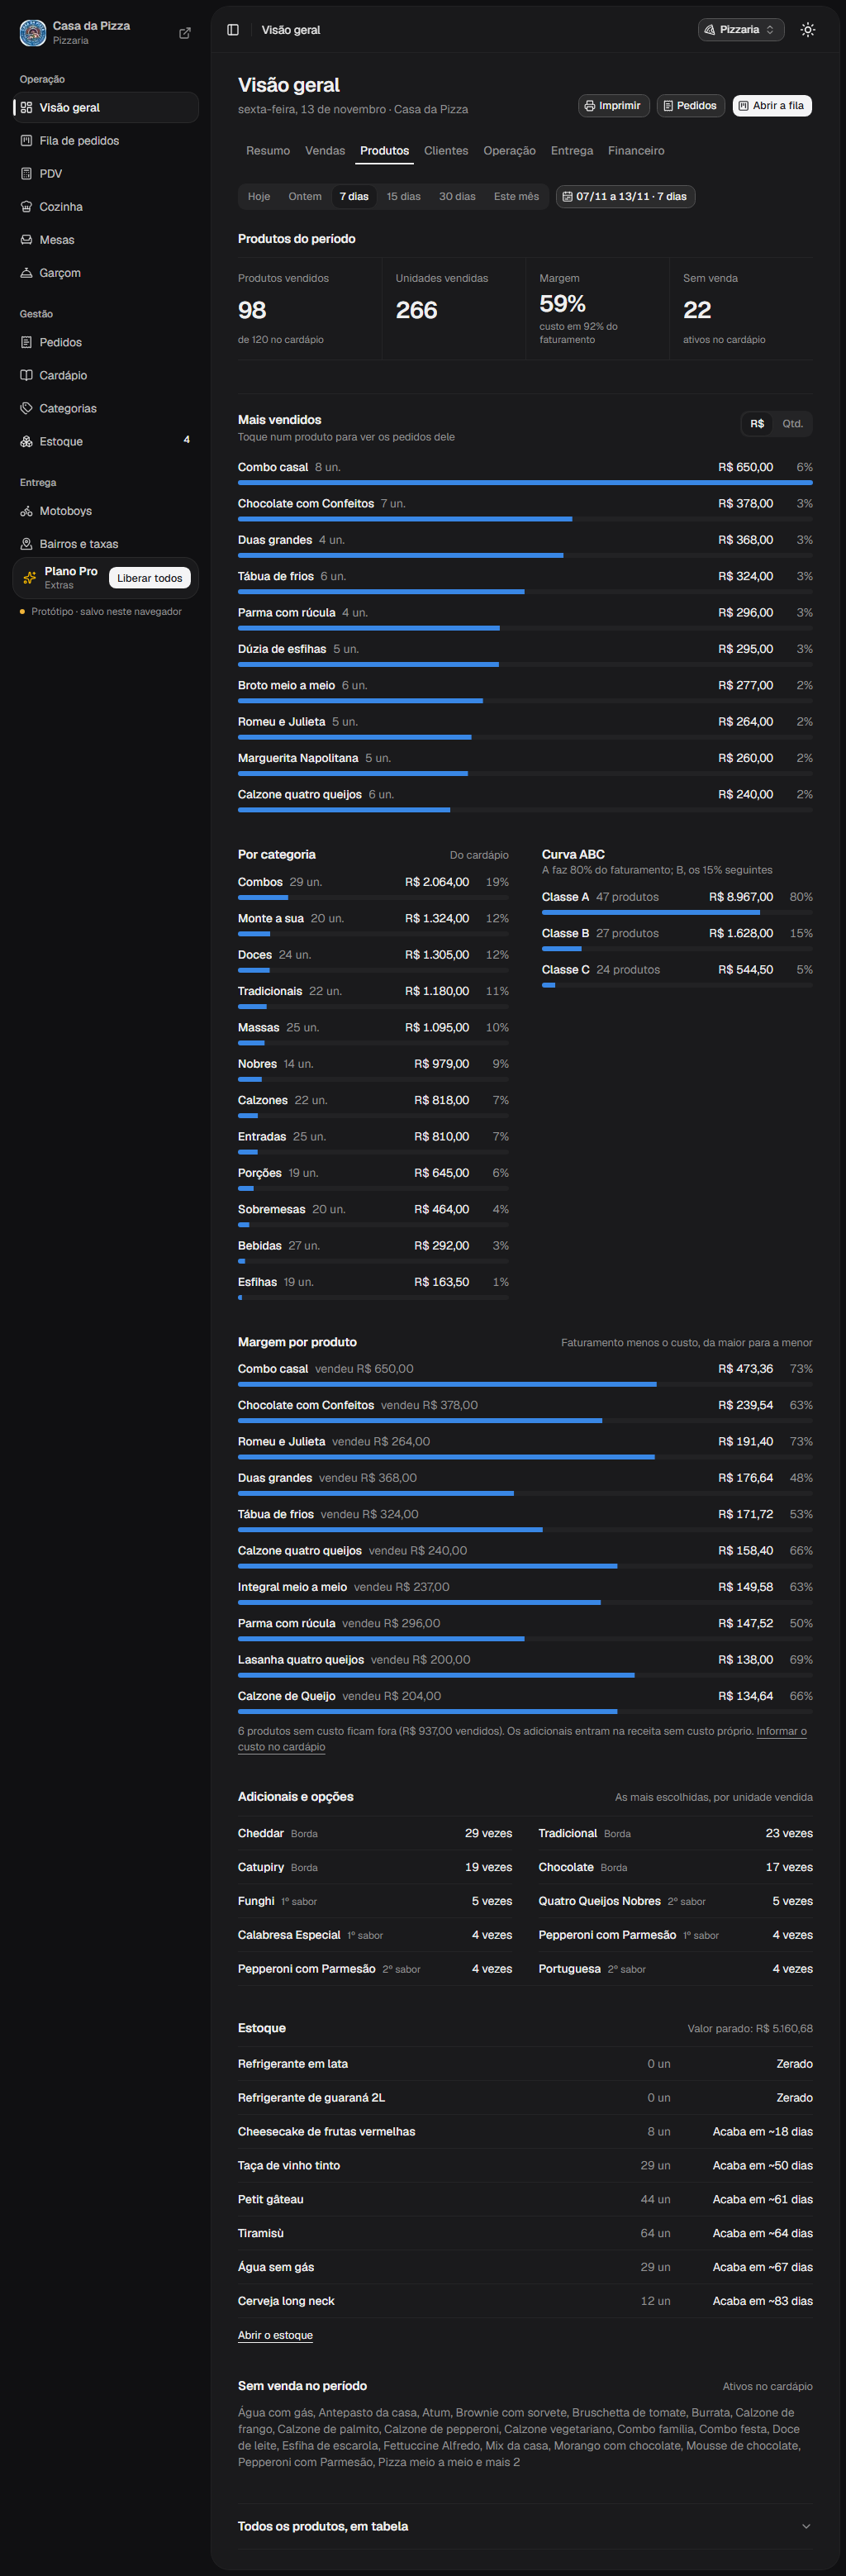 Casa da Pizza
Pizzaria
Operação
Visão geral
Fila de pedidos
PDV
Cozinha
Mesas
Garçom
Gestão
Pedidos
Cardápio
Categorias
Estoque 4
Entrega
Motoboys
Bairros e taxas
Plano Pro
Extras
Liberar todos
Protótipo · salvo neste navegador
Visão geral
Pizzaria
Visão geral
sexta-feira, 13 de novembro · Casa da Pizza
Imprimir Pedidos Abrir a fila
Resumo Vendas Produtos Clientes Operação Entrega Financeiro
Hoje Ontem 7 dias 15 dias 30 dias Este mês 07/11 a 13/11 · 7 dias
Produtos do período
Produtos vendidos
98
de 120 no cardápio
Unidades vendidas
266
Margem
59%
custo em 92% do
faturamento
Sem venda
22
ativos no cardápio
Mais vendidos
Toque num produto para ver os pedidos dele
R$ Qtd.
Combo casal 8 un. R$ 650,00 6%
Chocolate com Confeitos 7 un. R$ 378,00 3%
Duas grandes 4 un. R$ 368,00 3%
Tábua de frios 6 un. R$ 324,00 3%
Parma com rúcula 4 un. R$ 296,00 3%
Dúzia de esfihas 5 un. R$ 295,00 3%
Broto meio a meio 6 un. R$ 277,00 2%
Romeu e Julieta 5 un. R$ 264,00 2%
Marguerita Napolitana 5 un. R$ 260,00 2%
Calzone quatro queijos 6 un. R$ 240,00 2%
Por categoria Do cardápio
Combos 29 un. R$ 2.064,00 19%
Monte a sua 20 un. R$ 1.324,00 12%
Doces 24 un. R$ 1.305,00 12%
Tradicionais 22 un. R$ 1.180,00 11%
Massas 25 un. R$ 1.095,00 10%
Nobres 14 un. R$ 979,00 9%
Calzones 22 un. R$ 818,00 7%
Entradas 25 un. R$ 810,00 7%
Porções 19 un. R$ 645,00 6%
Sobremesas 20 un. R$ 464,00 4%
Bebidas 27 un. R$ 292,00 3%
Esfihas 19 un. R$ 163,50 1%
Curva ABC
A faz 80% do faturamento; B, os 15% seguintes
Classe A 47 produtos R$ 8.967,00 80%
Classe B 27 produtos R$ 1.628,00 15%
Classe C 24 produtos R$ 544,50 5%
Margem por produto Faturamento menos o custo, da maior para a menor
Combo casal vendeu R$ 650,00 R$ 473,36 73%
Chocolate com Confeitos vendeu R$ 378,00 R$ 239,54 63%
Romeu e Julieta vendeu R$ 264,00 R$ 191,40 73%
Duas grandes vendeu R$ 368,00 R$ 176,64 48%
Tábua de frios vendeu R$ 324,00 R$ 171,72 53%
Calzone quatro queijos vendeu R$ 240,00 R$ 158,40 66%
Integral meio a meio vendeu R$ 237,00 R$ 149,58 63%
Parma com rúcula vendeu R$ 296,00 R$ 147,52 50%
Lasanha quatro queijos vendeu R$ 200,00 R$ 138,00 69%
Calzone de Queijo vendeu R$ 204,00 R$ 134,64 66%
6 produtos sem custo ficam fora (R$ 937,00 vendidos). Os adicionais entram na receita sem custo próprio. Informar o
custo no cardápio
Adicionais e opções As mais escolhidas, por unidade vendida
Cheddar Borda 29 vezes Tradicional Borda 23 vezes
Catupiry Borda 19 vezes Chocolate Borda 17 vezes
Funghi 1º sabor 5 vezes Quatro Queijos Nobres 2º sabor 5 vezes
Calabresa Especial 1º sabor 4 vezes Pepperoni com Parmesão 1º sabor 4 vezes
Pepperoni com Parmesão 2º sabor 4 vezes Portuguesa 2º sabor 4 vezes
Estoque Valor parado: R$ 5.160,68
Refrigerante em lata 0 un Zerado
Refrigerante de guaraná 2L 0 un Zerado
Cheesecake de frutas vermelhas 8 un Acaba em ~18 dias
Taça de vinho tinto 29 un Acaba em ~50 dias
Petit gâteau 44 un Acaba em ~61 dias
Tiramisù 64 un Acaba em ~64 dias
Água sem gás 29 un Acaba em ~67 dias
Cerveja long neck 12 un Acaba em ~83 dias
Abrir o estoque
Sem venda no período Ativos no cardápio
Água com gás, Antepasto da casa, Atum, Brownie com sorvete, Bruschetta de tomate, Burrata, Calzone de
frango, Calzone de palmito, Calzone de pepperoni, Calzone vegetariano, Combo família, Combo festa, Doce
de leite, Esfiha de escarola, Fettuccine Alfredo, Mix da casa, Morango com chocolate, Mousse de chocolate,
Pepperoni com Parmesão, Pizza meio a meio e mais 2
Todos os produtos, em tabela